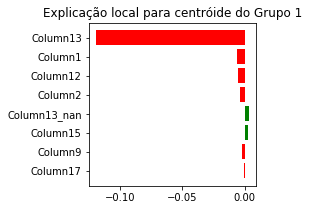 Explicação local para centróide do Grupo 1
Column13
Column1
Column12
Column2
Column13_nan
Column15
Column9
Column17
−0.10 −0.05 0.00